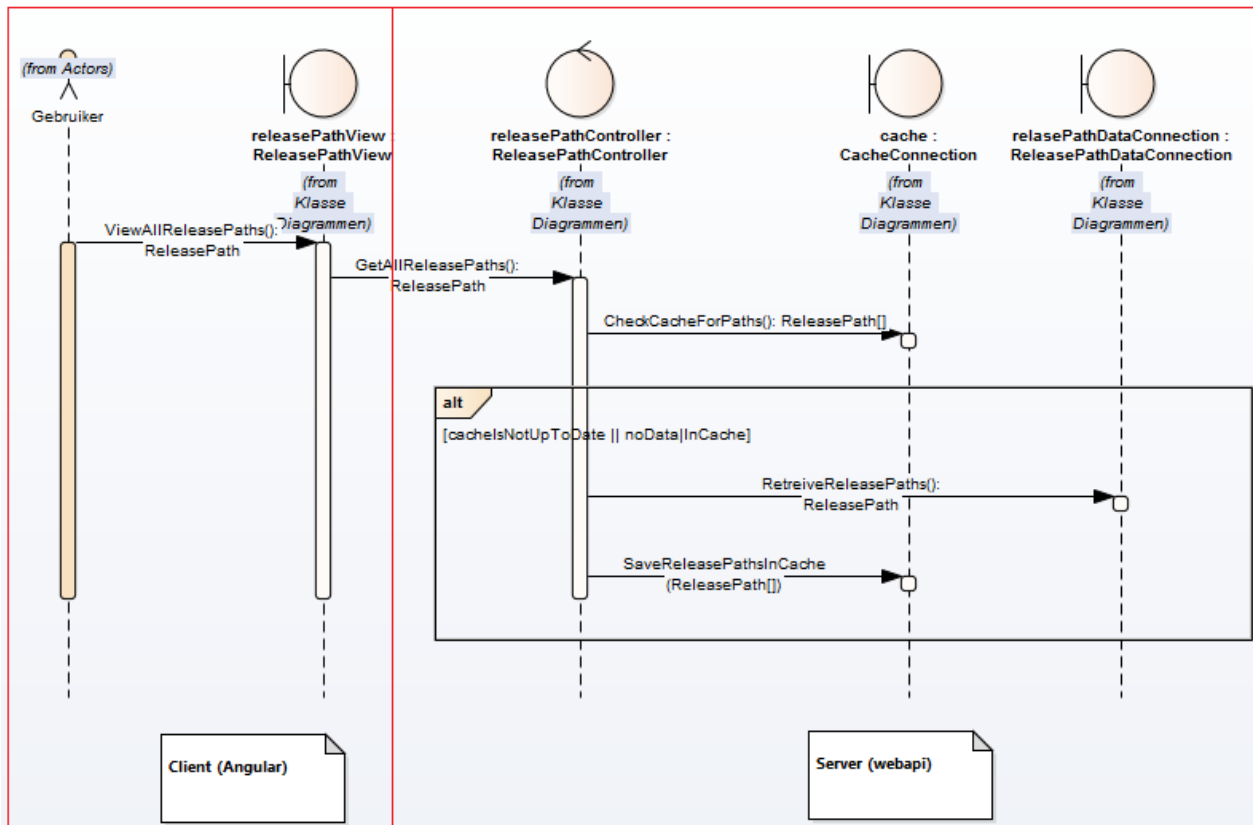 (from Actors)
Gebruiker
releasePathView :
ReleasePathView
(from
Klasse
Diagrammen)
releasePathController :
ReleasePathController
(from
Klasse
Diagrammen)
cache :
CacheConnection
(from
Klasse
Diagrammen)
relasePathDataConnection :
ReleasePathDataConnection
(from
Klasse
Diagrammen)
ViewAllReleasePaths():
ReleasePath
GetAllReleasePaths():
ReleasePath
CheckCacheForPaths(): ReleasePath[]
alt
[cacheIsNotUpToDate || noData|InCache]
RetreiveReleasePaths():
ReleasePath
SaveReleasePathsInCache
(ReleasePath[])
Client (Angular)
Server (webapi)